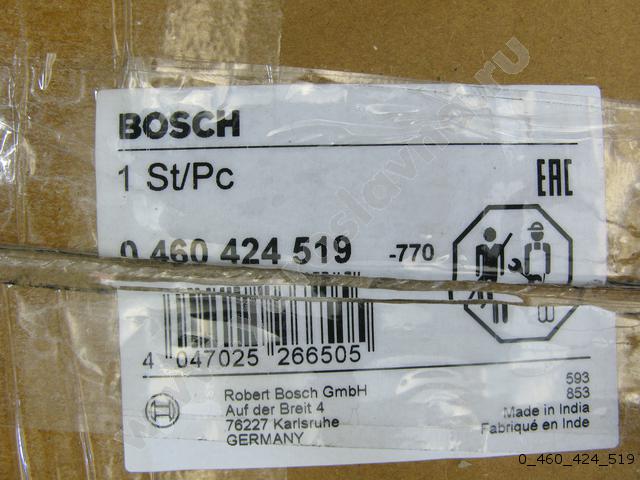 BOSCH
1 St/Pc
EAC
0 460 424 519 -770
4 047025 266505
Robert Bosch GmbH
Auf der Breit 4
76227 Karlsruhe
GERMANY
593
853
Made in India
Fabriqué en Inde
0_460_424_519